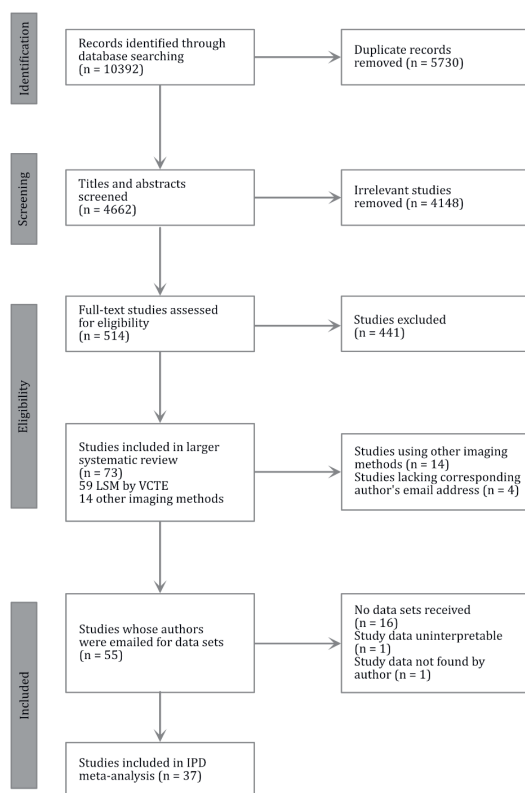 Identification
Records identified through
database searching
(n = 10392)
Duplicate records
removed (n = 5730)
Screening
Titles and abstracts
screened
(n = 4662)
Irrelevant studies
removed (n = 4148)
Eligibility
Full-text studies assessed
for eligibility
(n = 514)
Studies excluded
(n = 441)
Studies included in larger
systematic review
(n = 73)
59 LSM by VCTE
14 other imaging methods
Studies using other imaging
methods (n = 14)
Studies lacking corresponding
author's email address (n = 4)
Included
Studies whose authors
were emailed for data sets
(n = 55)
No data sets received
(n = 16)
Study data uninterpretable
(n = 1)
Study data not found by
author (n = 1)
Studies included in IPD
meta-analysis (n = 37)